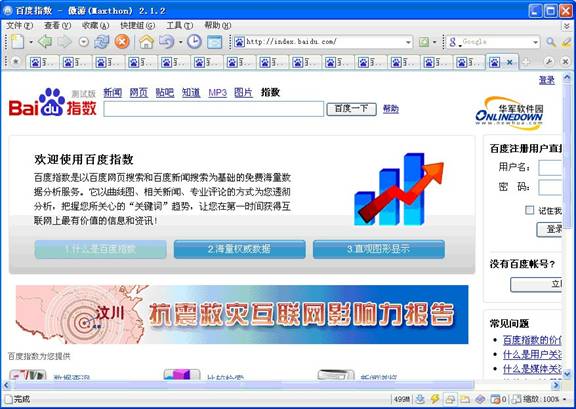 百度指数 - 傲游(Maxthon) 2.1.2
文件(F) 查看(V) 收藏(A) 快捷组(G) 工具(T) 帮助(H)
http://index.baidu.com/
Google
登录
Baidu指数 测试版
新闻 网页 贴吧 知道 MP3 图片 指数
百度一下 帮助
华军软件园
ONLINEDOWN
www.newhua.com
欢迎使用百度指数
百度指数是以百度网页搜索和百度新闻搜索为基础的免费海量数
据分析服务。它以曲线图、相关新闻、专业评论的方式为您透彻
分析，把握您所关心的“关键词”趋势，让您在第一时间获得互
联网上最有价值的信息和资讯！
1.什么是百度指数 2.海量权威数据 3.直观图形显示
百度注册用户直
用户名：
密 码：
记住我
登录
没有百度帐号？
立
汶川
抗震救灾互联网影响力报告
常见问题
百度指数的价值
什么是用户关
什么是媒体关
百度指数为您提供
数据查询 比较检索 新闻浏览
完成
499M 0 缩放:100%